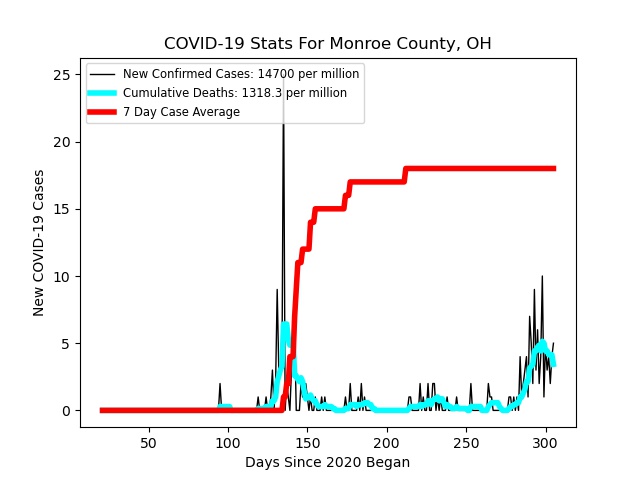 COVID-19 Stats For Monroe County, OH
New Confirmed Cases: 14700 per million
Cumulative Deaths: 1318.3 per million
7 Day Case Average
25
20
15
10
5
0
New COVID-19 Cases
50 100 150 200 250 300
Days Since 2020 Began